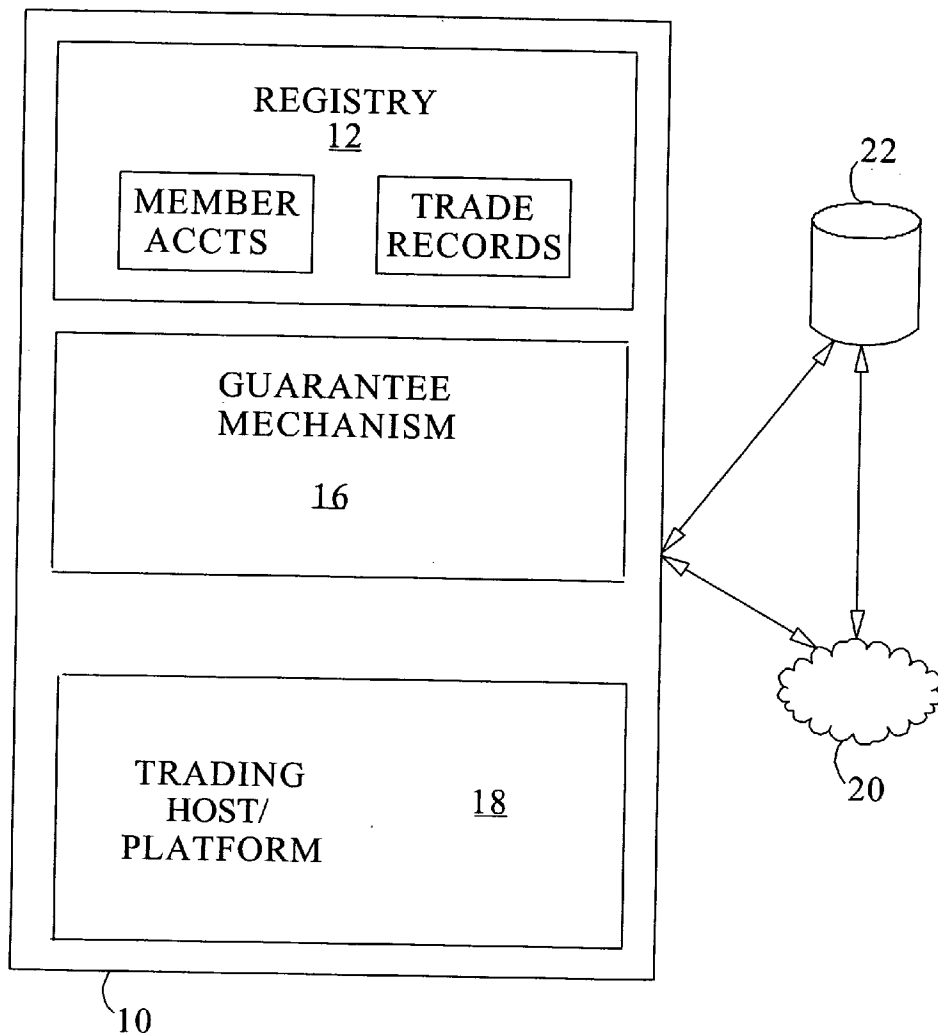 REGISTRY
12
MEMBER
ACCTS
TRADE
RECORDS
22
GUARANTEE
MECHANISM
16
TRADING
HOST/
PLATFORM
18
20
10